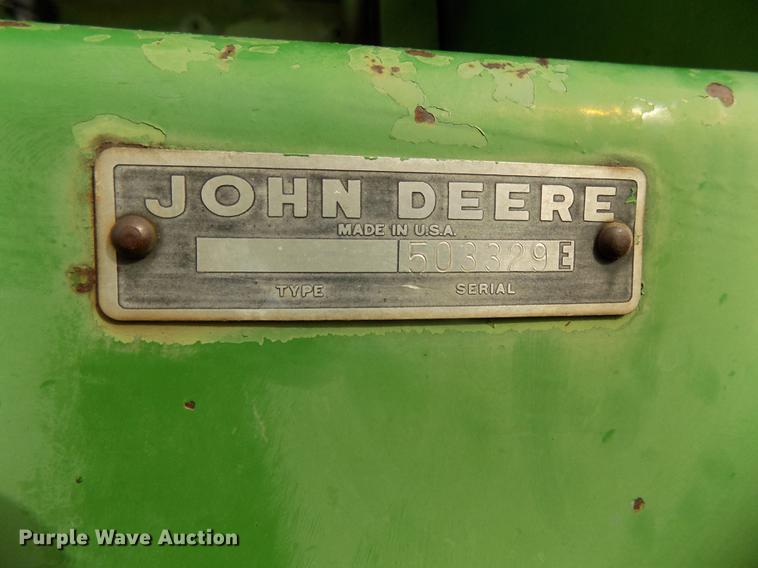 JOHN DEERE
MADE IN U.S.A.
503329E
TYPE SERIAL
Purple Wave Auction